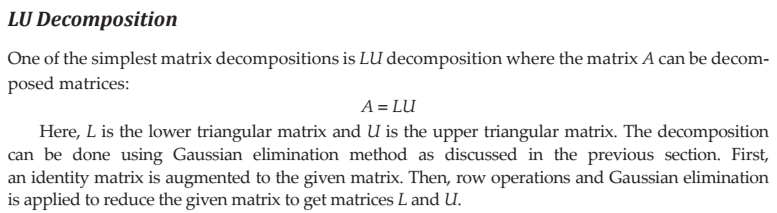 LU Decomposition
One of the simplest matrix decompositions is LU decomposition where the matrix A can be decom-
posed matrices:
A = LU
Here, L is the lower triangular matrix and U is the upper triangular matrix. The decomposition
can be done using Gaussian elimination method as discussed in the previous section. First,
an identity matrix is augmented to the given matrix. Then, row operations and Gaussian elimination
is applied to reduce the given matrix to get matrices L and U.